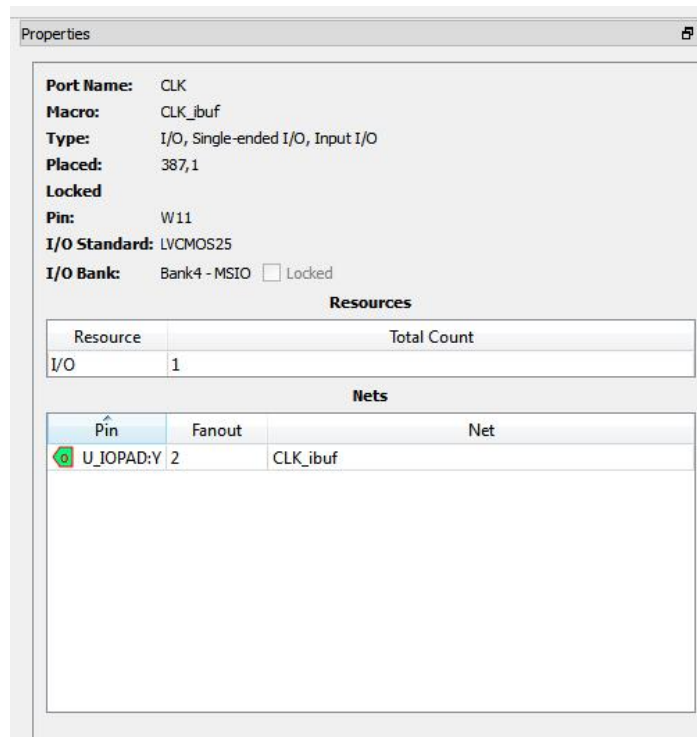 Properties
Port Name: CLK
Macro: CLK_ibuf
Type: I/O, Single-ended I/O, Input I/O
Placed: 387,1
Locked
Pin: W11
I/O Standard: LVCMOS25
I/O Bank: Bank4 - MSIO Locked
Resources
Resource Total Count
I/O 1
Nets
Pin Fanout Net
O U_IOPAD:Y 2 CLK_ibuf